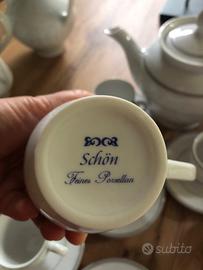 Schön
Feines Porzellan
subito